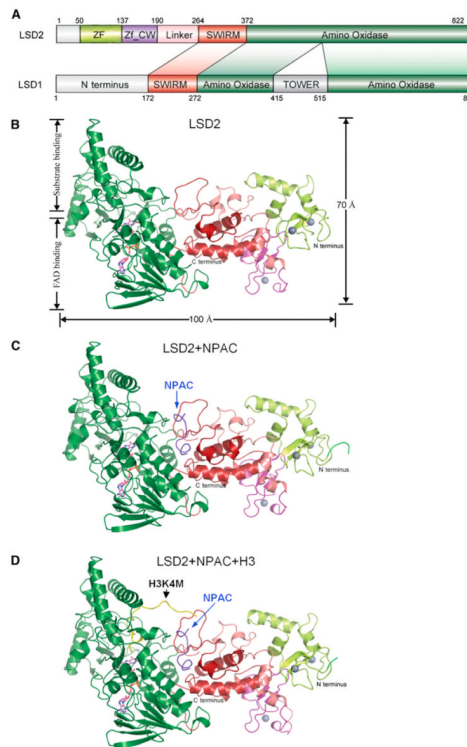 A
1 50 137 190 264 372 822
LSD2 ZF Zf_CW Linker SWIRM Amino Oxidase
LSD1 N terminus SWIRM Amino Oxidase TOWER Amino Oxidase
1 172 272 415 515 8
B
LSD2
Substrate binding
FAD binding
70 Å
N terminus
C terminus
100 Å
C
LSD2+NPAC
NPAC
N terminus
C terminus
D
LSD2+NPAC+H3
H3K4M
NPAC
N terminus
C terminus